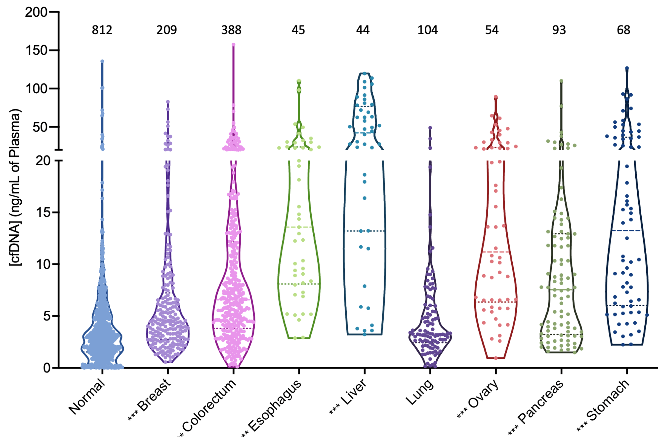 200
812 209 388 45 44 104 54 93 68
150
100
50
20
15
10
5
0
[cfDNA] (ng/mL of Plasma)
Normal
*** Breast
* Colorectum
** Esophagus
*** Liver
Lung
*** Ovary
*** Pancreas
*** Stomach